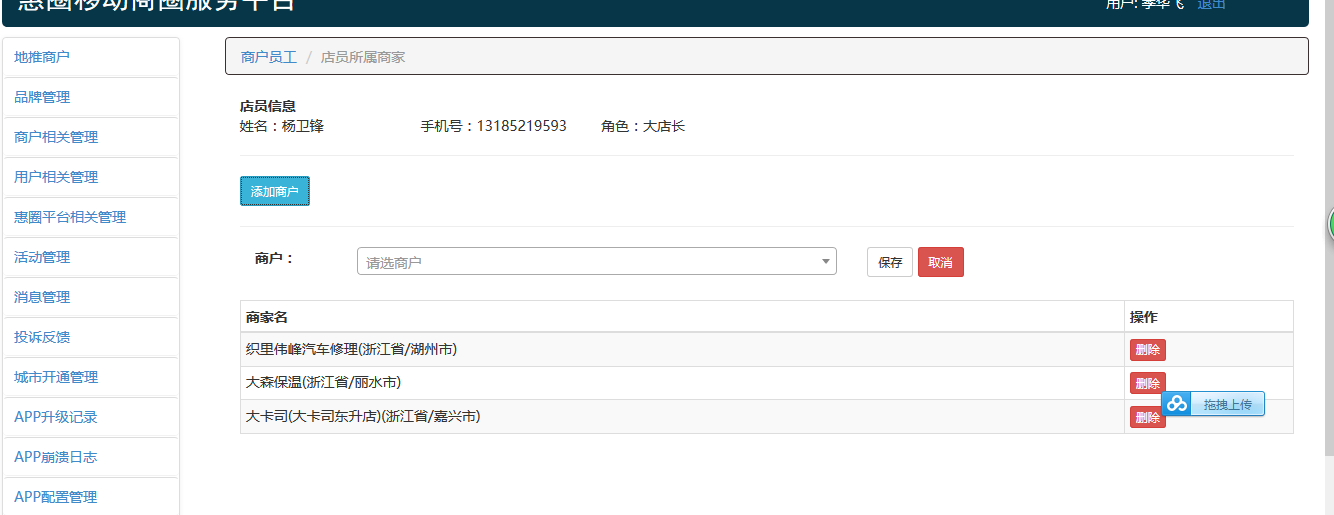 惠圈移动商圈服务平台
用户: 季华飞 退出
地推商户
品牌管理
商户相关管理
用户相关管理
惠圈平台相关管理
活动管理
消息管理
投诉反馈
城市开通管理
APP升级记录
APP崩溃日志
APP配置管理
商户员工 / 店员所属商家
店员信息
姓名：杨卫锋 手机号：13185219593 角色：大店长
添加商户
商户： 请选商户 保存 取消
商家名 操作
织里伟峰汽车修理(浙江省/湖州市) 删除
大森保温(浙江省/丽水市) 删除
大卡司(大卡司东升店)(浙江省/嘉兴市) 删除
拖拽上传